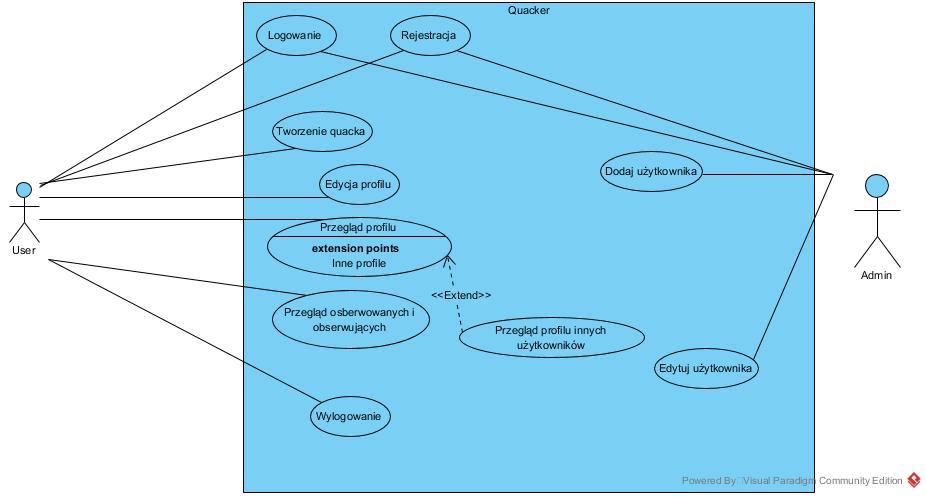 Quacker
Logowanie
Rejestracja
Tworzenie quacka
Dodaj użytkownika
Edycja profilu
Przegląd profilu
extension points
Inne profile
User
Admin
<<Extend>>
Przegląd osberwowanych i
obserwujących
Przegląd profilu innych
użytkowników
Edytuj użytkownika
Wylogowanie
Powered By Visual Paradigm Community Edition